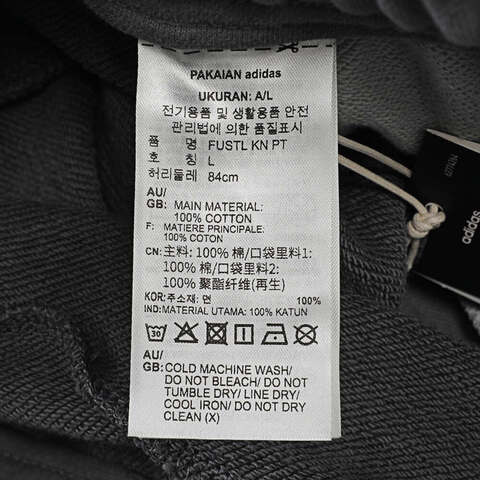 PAKAIAN adidas
UKURAN: A/L
전기용품 및 생활용품 안전
관리법에 의한 품질표시
품 명 FUSTL KN PT
호 칭 L
허리둘레 84cm
AU/
GB: MAIN MATERIAL:
100% COTTON
F: MATIERE PRINCIPALE:
100% COTON
CN: 主料: 100% 棉/口袋里料1:
100% 棉/口袋里料2:
100% 聚酯纤维(再生)
KOR: 주소재: 면 100%
IND: MATERIAL UTAMA: 100% KATUN
30
AU/
GB: COLD MACHINE WASH/
DO NOT BLEACH/ DO NOT
TUMBLE DRY/ LINE DRY/
COOL IRON/ DO NOT DRY
CLEAN (X)
adidas